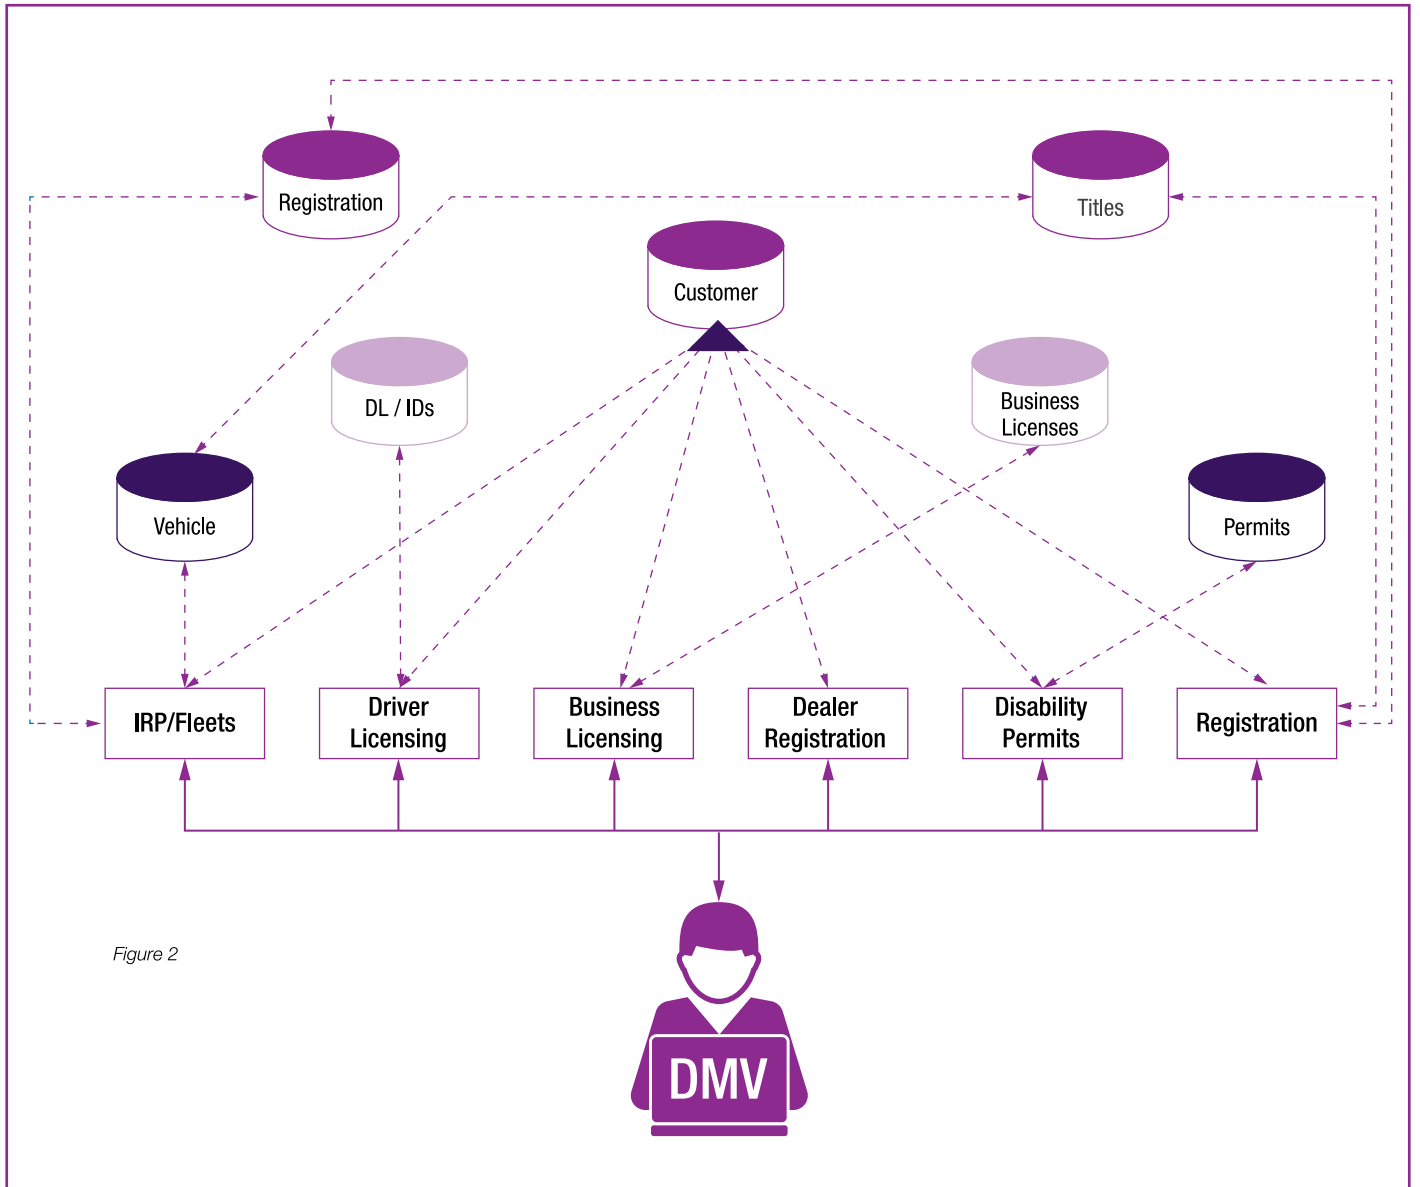 Registration
Titles
Customer
DL / IDs
Business
Licenses
Vehicle
Permits
IRP/Fleets
Driver
Licensing
Business
Licensing
Dealer
Registration
Disability
Permits
Registration
Figure 2
DMV